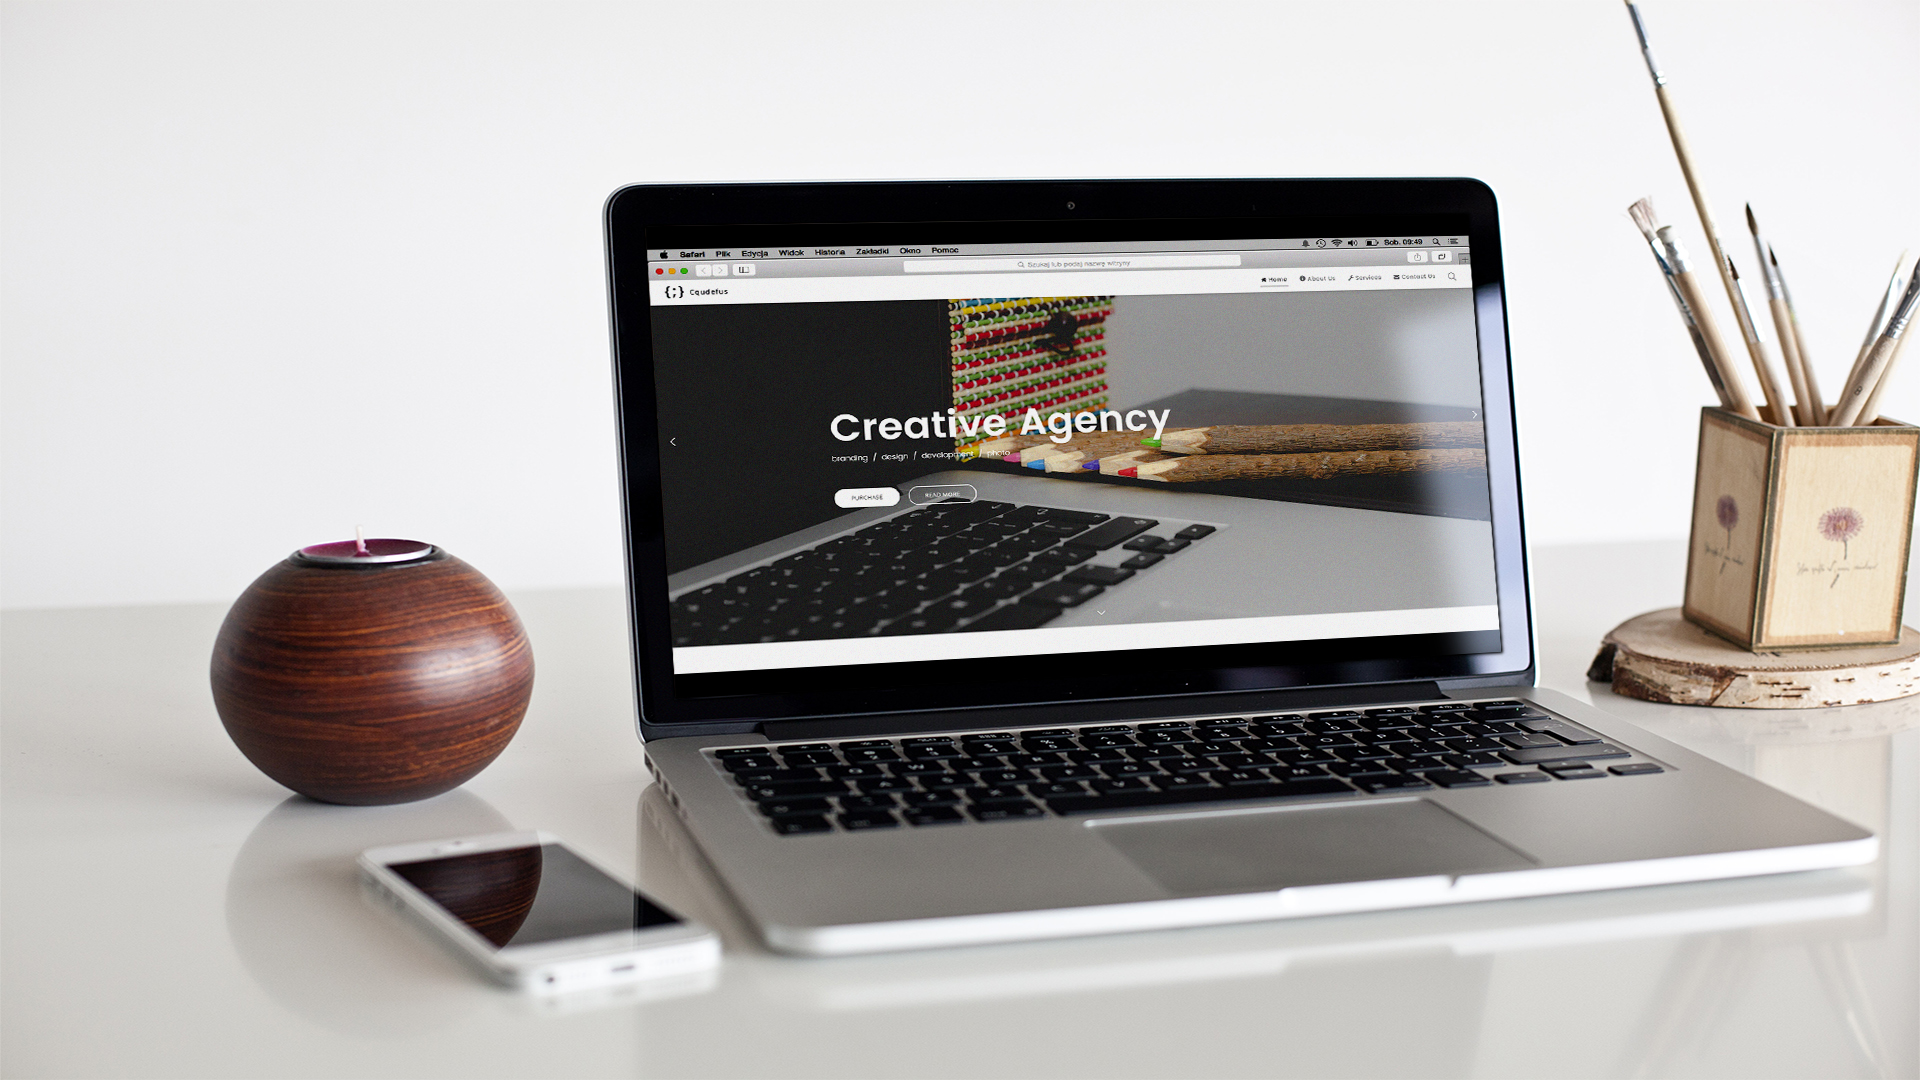 Safari Plik Edycja Widok Historia Zakładki Okno Pomoc Sob. 09:49
Szukaj lub podaj nazwę witryny
{;} Cqudefus Home About Us Services Contact Us
Creative Agency
branding / design / development / photo
PURCHASE READ MORE